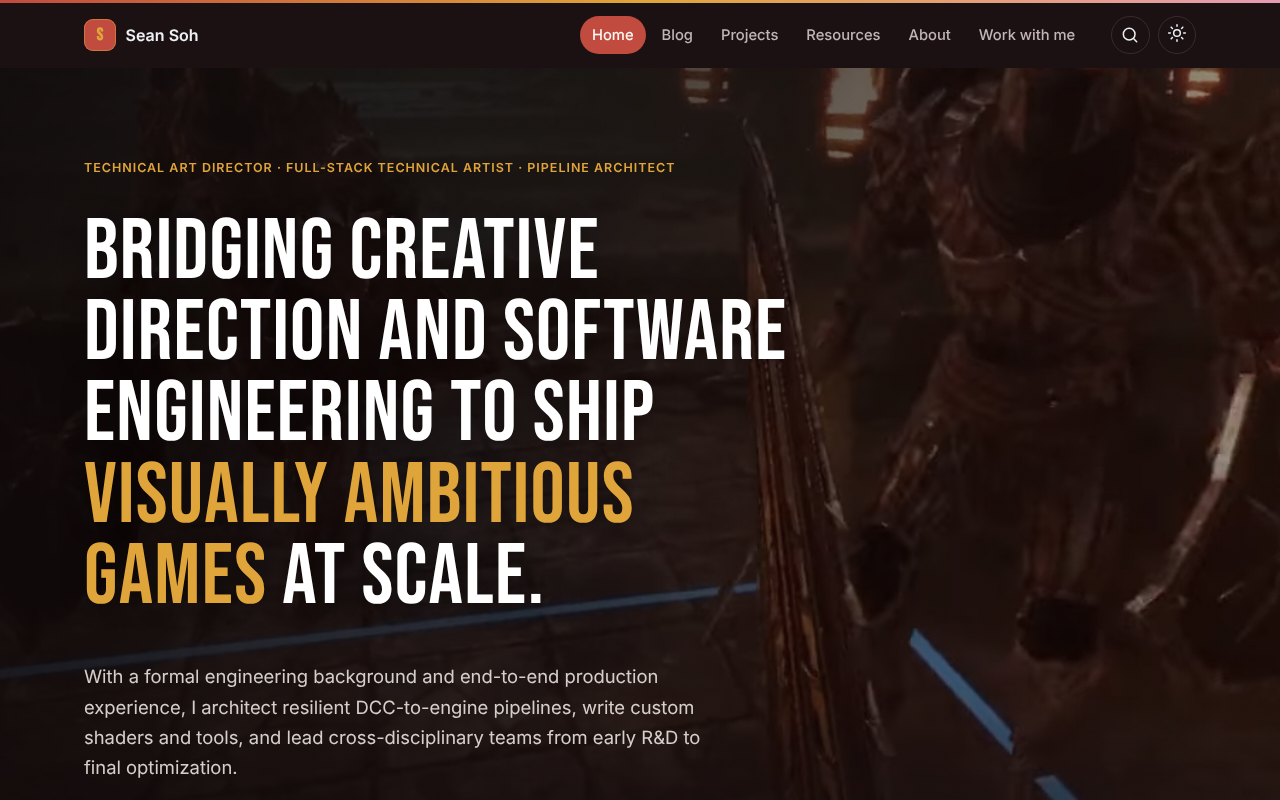 S
Sean Soh
Home
Blog
Projects
Resources
About
Work with me
TECHNICAL ART DIRECTOR · FULL-STACK TECHNICAL ARTIST · PIPELINE ARCHITECT
BRIDGING CREATIVE
DIRECTION AND SOFTWARE
ENGINEERING TO SHIP
VISUALLY AMBITIOUS
GAMES AT SCALE.
With a formal engineering background and end-to-end production
experience, I architect resilient DCC-to-engine pipelines, write custom
shaders and tools, and lead cross-disciplinary teams from early R&D to
final optimization.